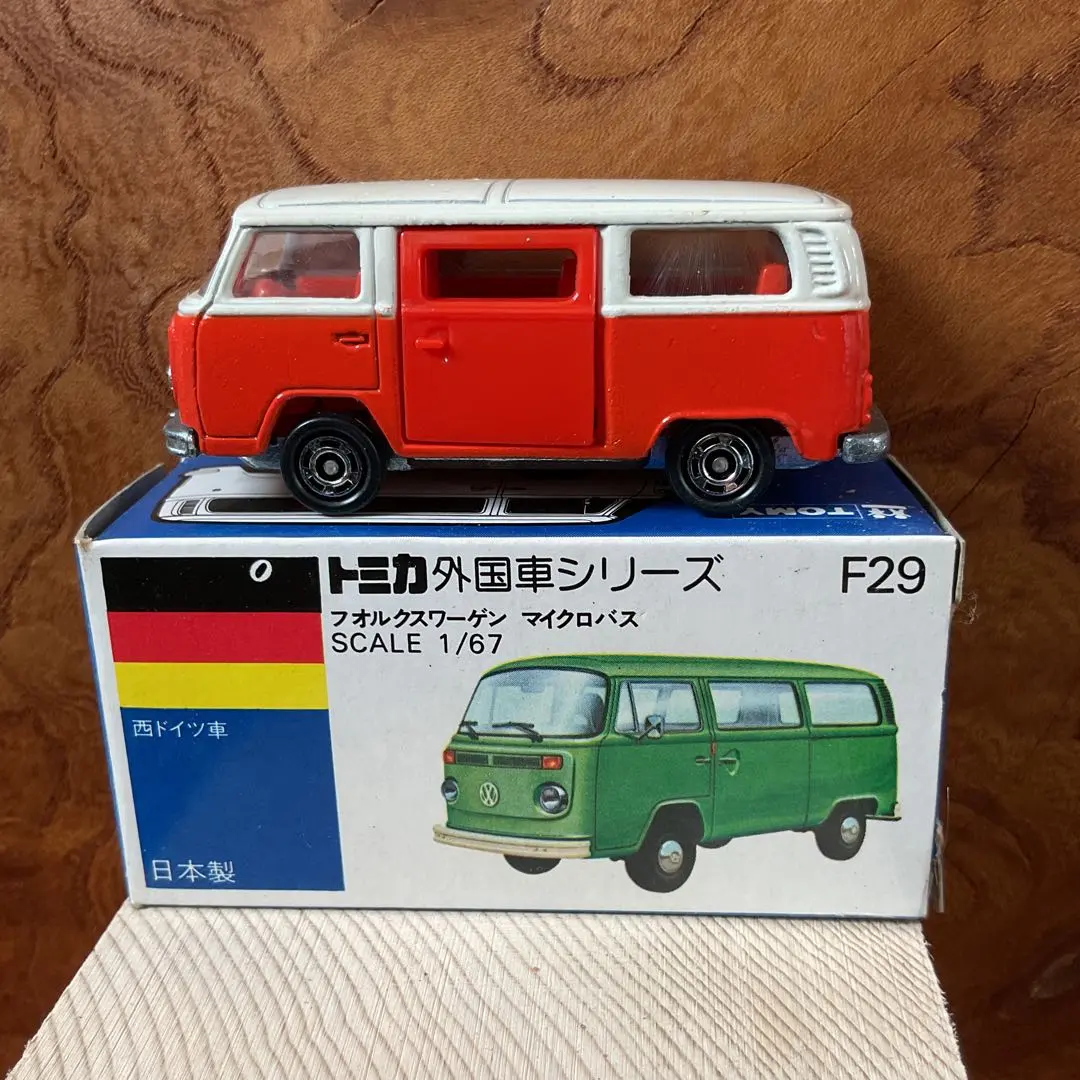 TOMY
トミカ外国車シリーズ F29
フオルクスワーゲン マイクロバス
SCALE 1/67
西ドイツ車
日本製